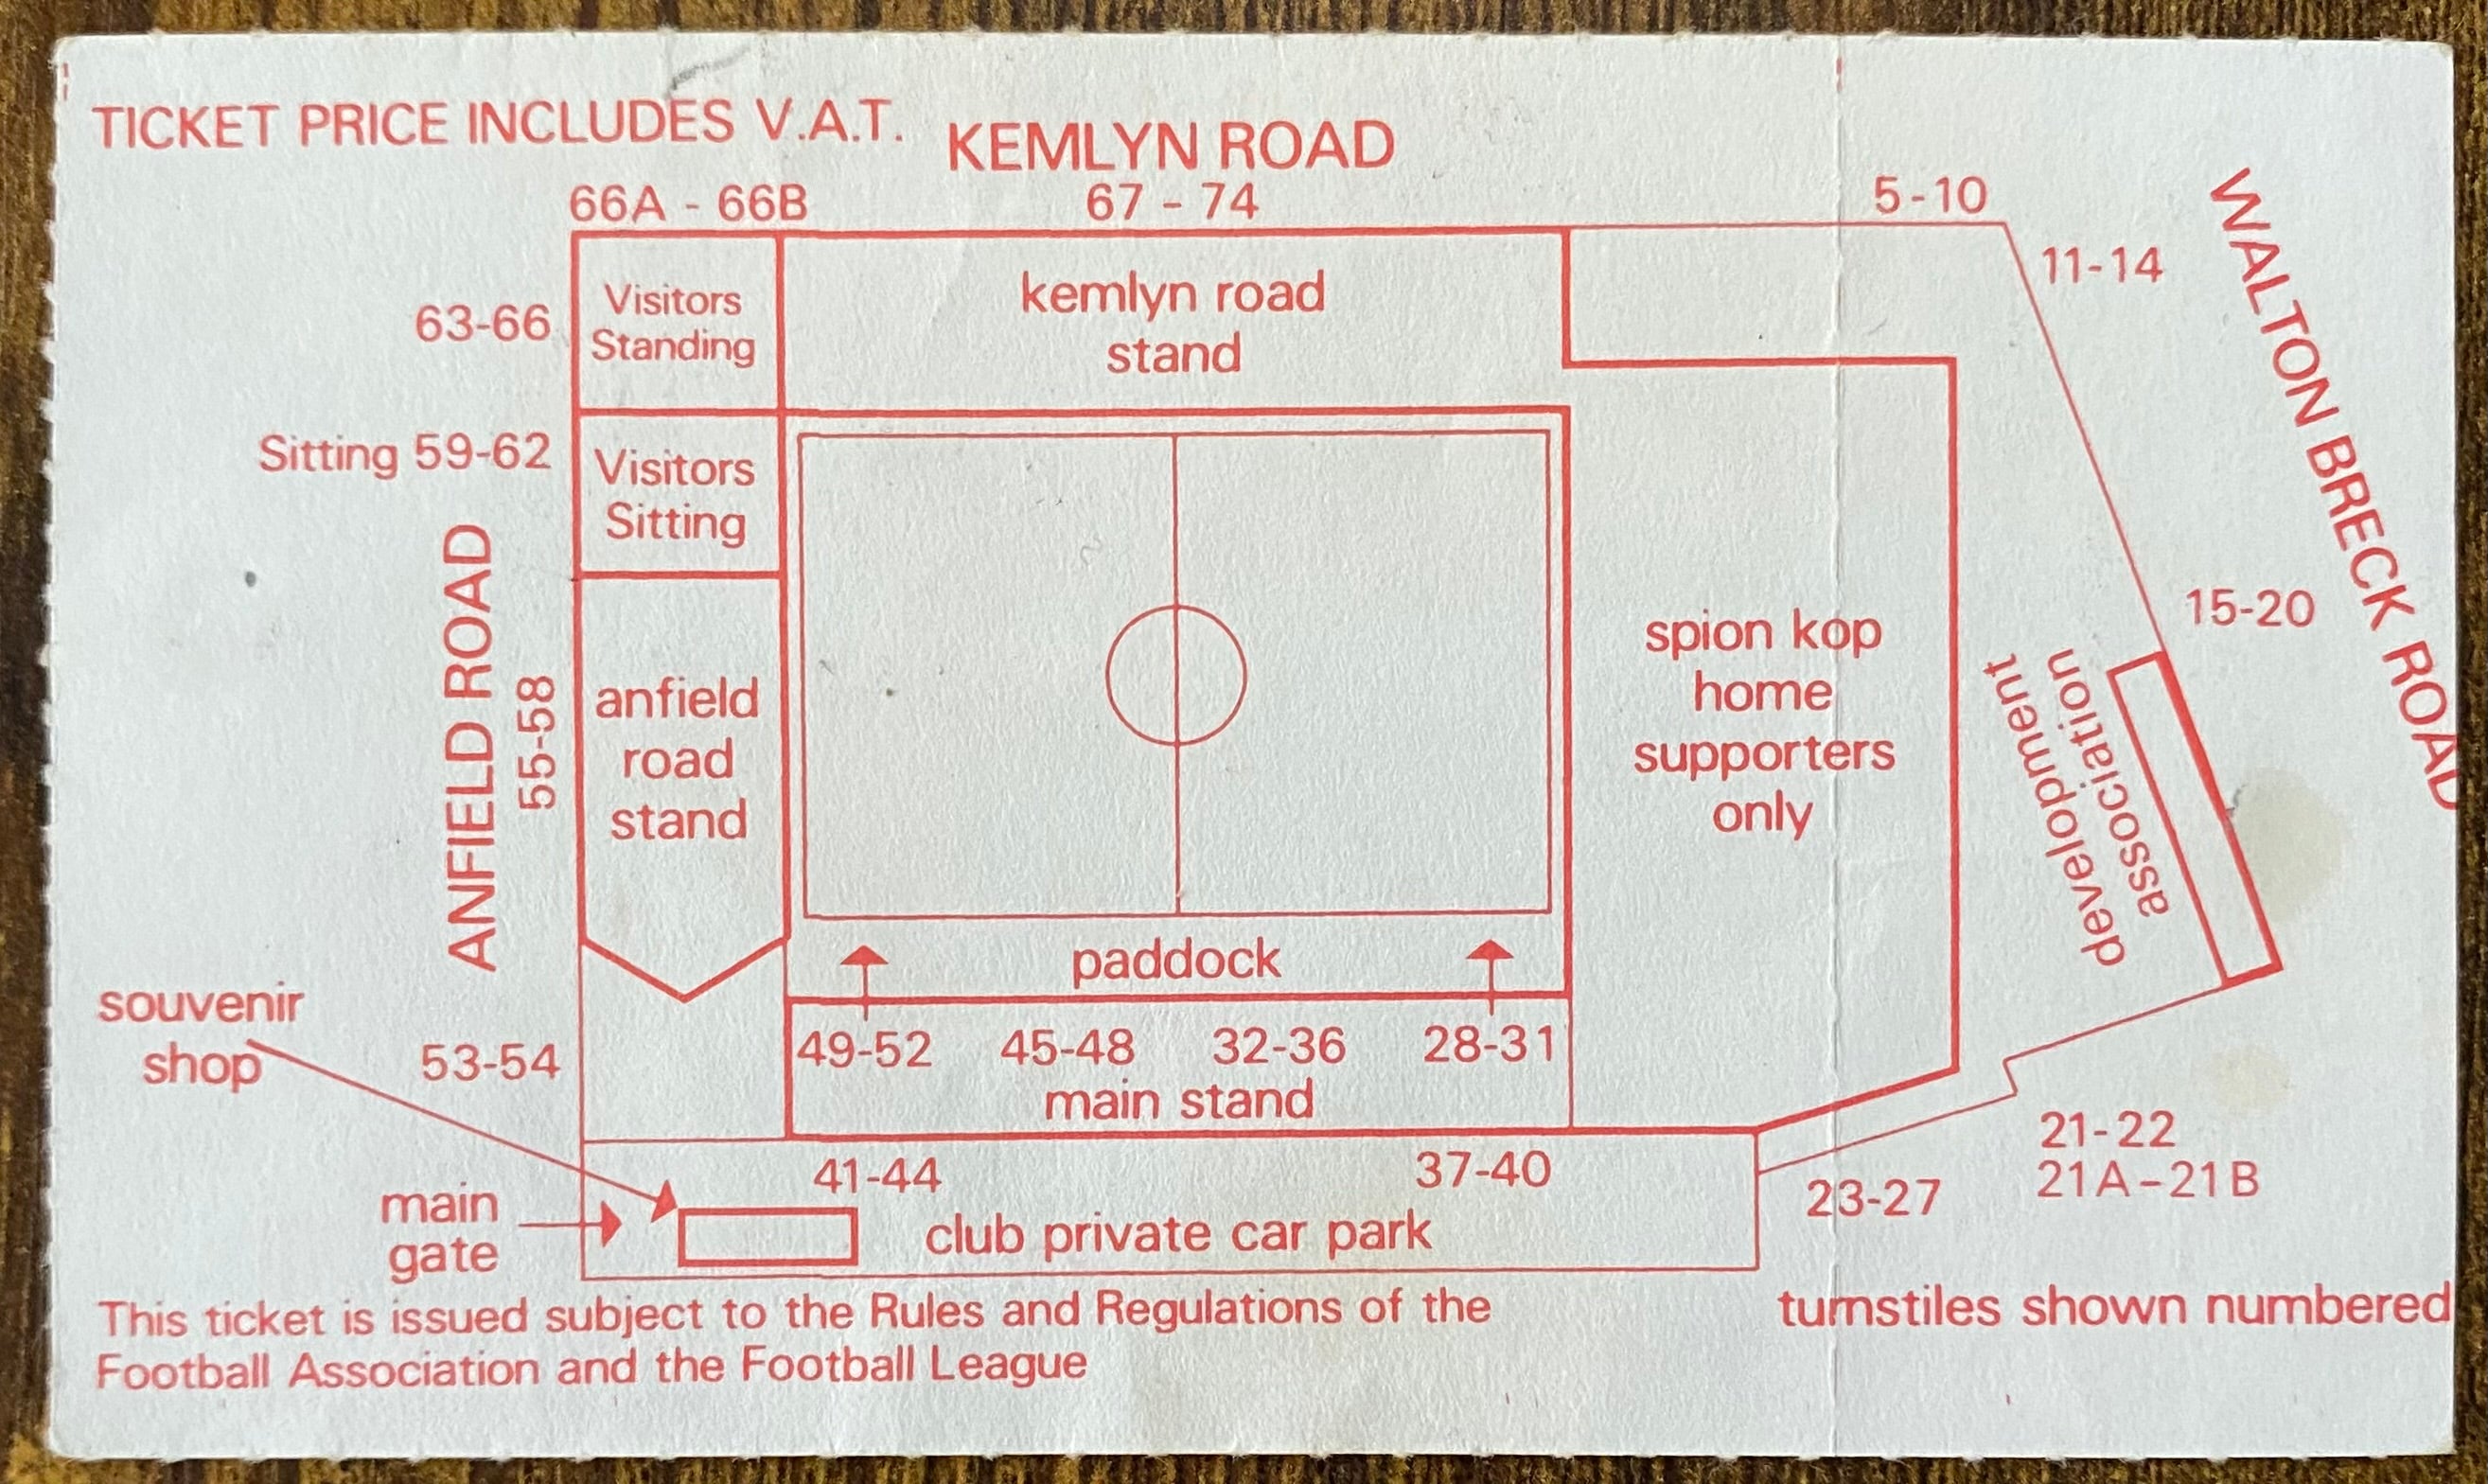 TICKET PRICE INCLUDES V.A.T.
KEMLYN ROAD
66A - 66B
67 - 74
5-10
11-14
WALTON BRECK ROAD
63-66
Visitors
Standing
kemlyn road
stand
Sitting 59-62
Visitors
Sitting
15-20
ANFIELD ROAD
55-58
anfield
road
stand
spion kop
home
supporters
only
development
association
paddock
souvenir
shop
53-54
49-52
45-48
32-36
28-31
main stand
41-44
37-40
21-22
21A-21B
23-27
main
gate
club private car park
This ticket is issued subject to the Rules and Regulations of the
Football Association and the Football League
turnstiles shown numbered